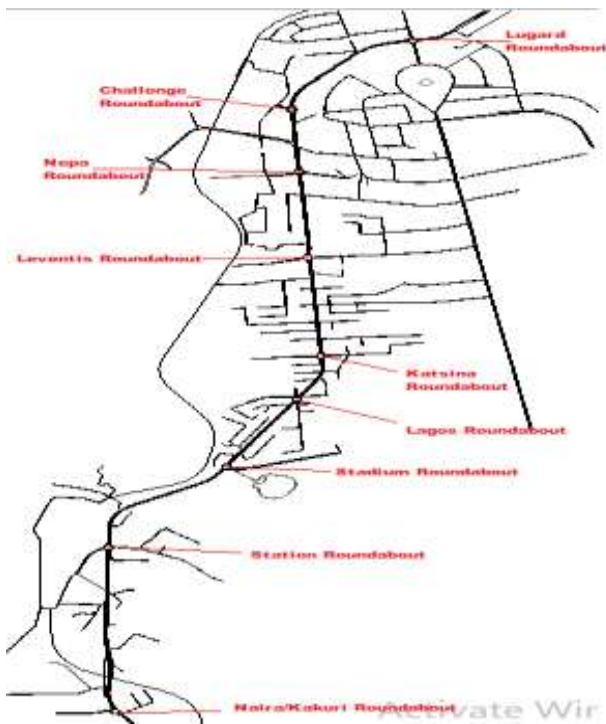 Lugard
Roundabout
Challenge
Roundabout
Nepa
Roundabout
Leventis Roundabout
Katsina
Roundabout
Lagos Roundabout
Stadium Roundabout
Station Roundabout
Naira/Kakuri Roundabout
Activate Wir